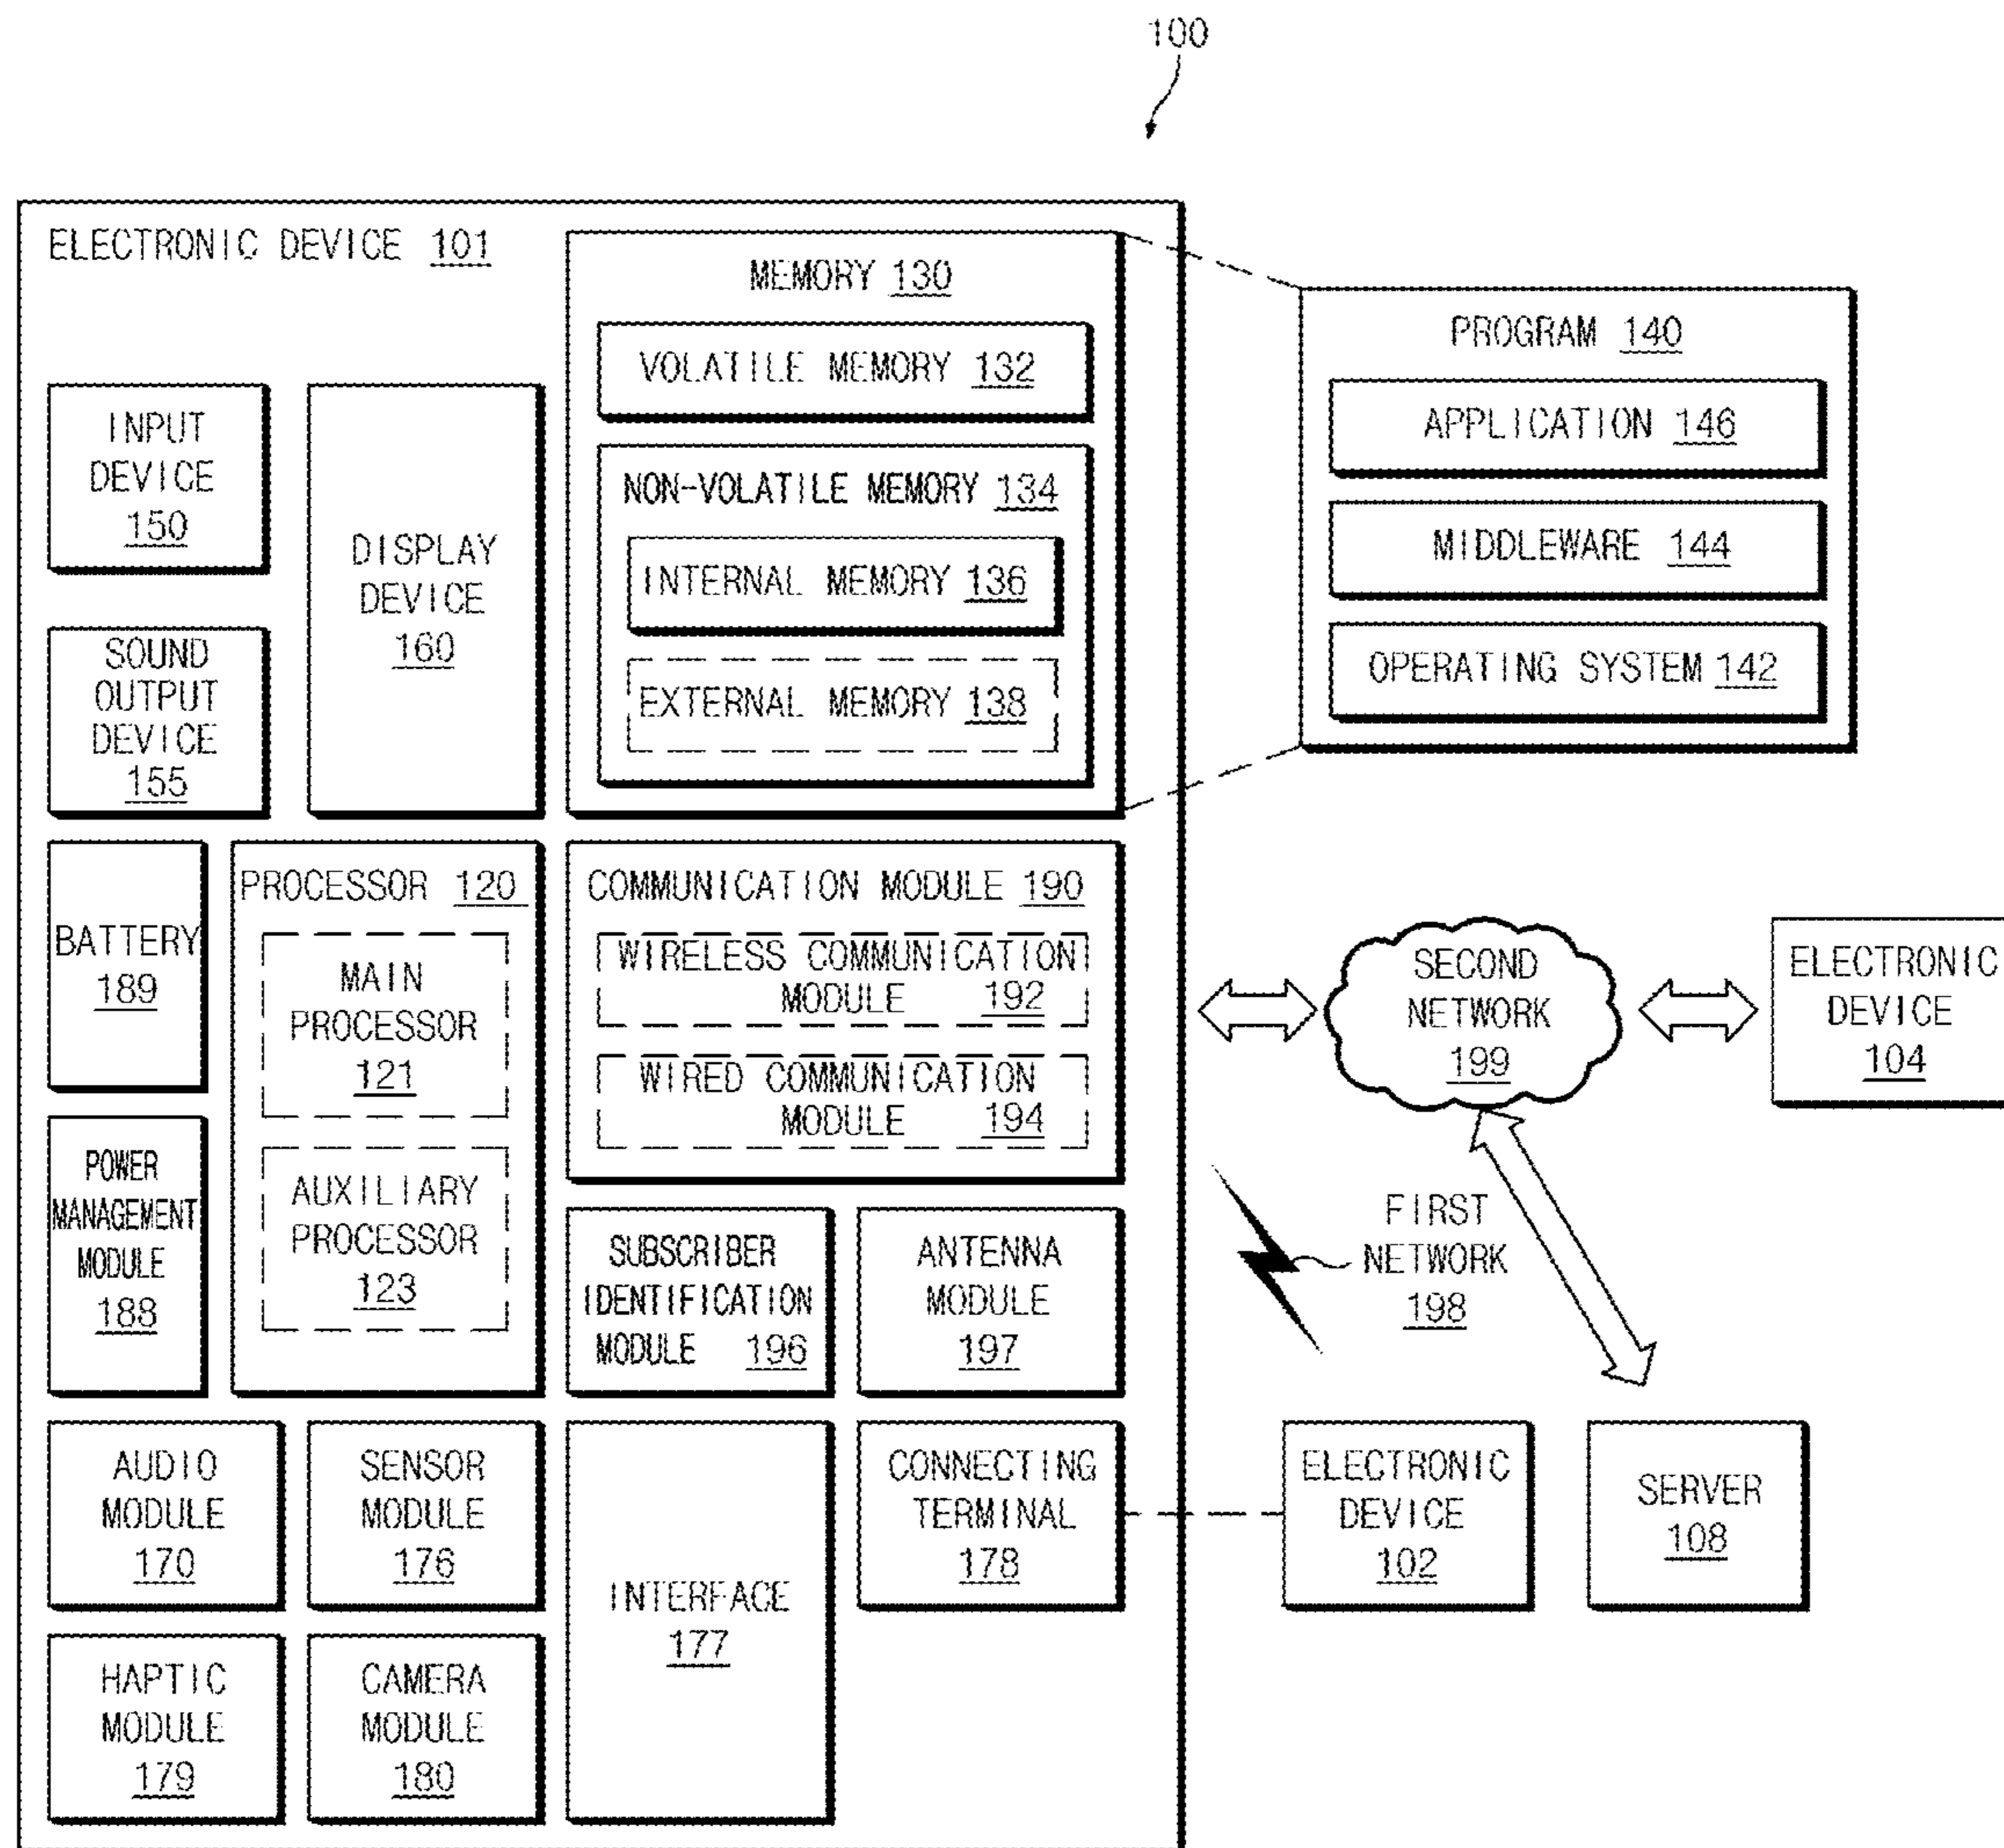 100
ELECTRONIC DEVICE 101
MEMORY 130
VOLATILE MEMORY 132
NON-VOLATILE MEMORY 134
INTERNAL MEMORY 136
EXTERNAL MEMORY 138
PROGRAM 140
APPLICATION 146
MIDDLEWARE 144
OPERATING SYSTEM 142
INPUT
DEVICE
150
SOUND
OUTPUT
DEVICE
155
DISPLAY
DEVICE
160
BATTERY
189
POWER
MANAGEMENT
MODULE
188
PROCESSOR 120
MAIN
PROCESSOR
121
AUXILIARY
PROCESSOR
123
COMMUNICATION MODULE 190
WIRELESS COMMUNICATION
MODULE 192
WIRED COMMUNICATION
MODULE 194
SUBSCRIBER
IDENTIFICATION
MODULE 196
ANTENNA
MODULE
197
SECOND
NETWORK
199
ELECTRONIC
DEVICE
104
FIRST
NETWORK
198
AUDIO
MODULE
170
SENSOR
MODULE
176
INTERFACE
177
CONNECTING
TERMINAL
178
ELECTRONIC
DEVICE
102
SERVER
108
HAPTIC
MODULE
179
CAMERA
MODULE
180